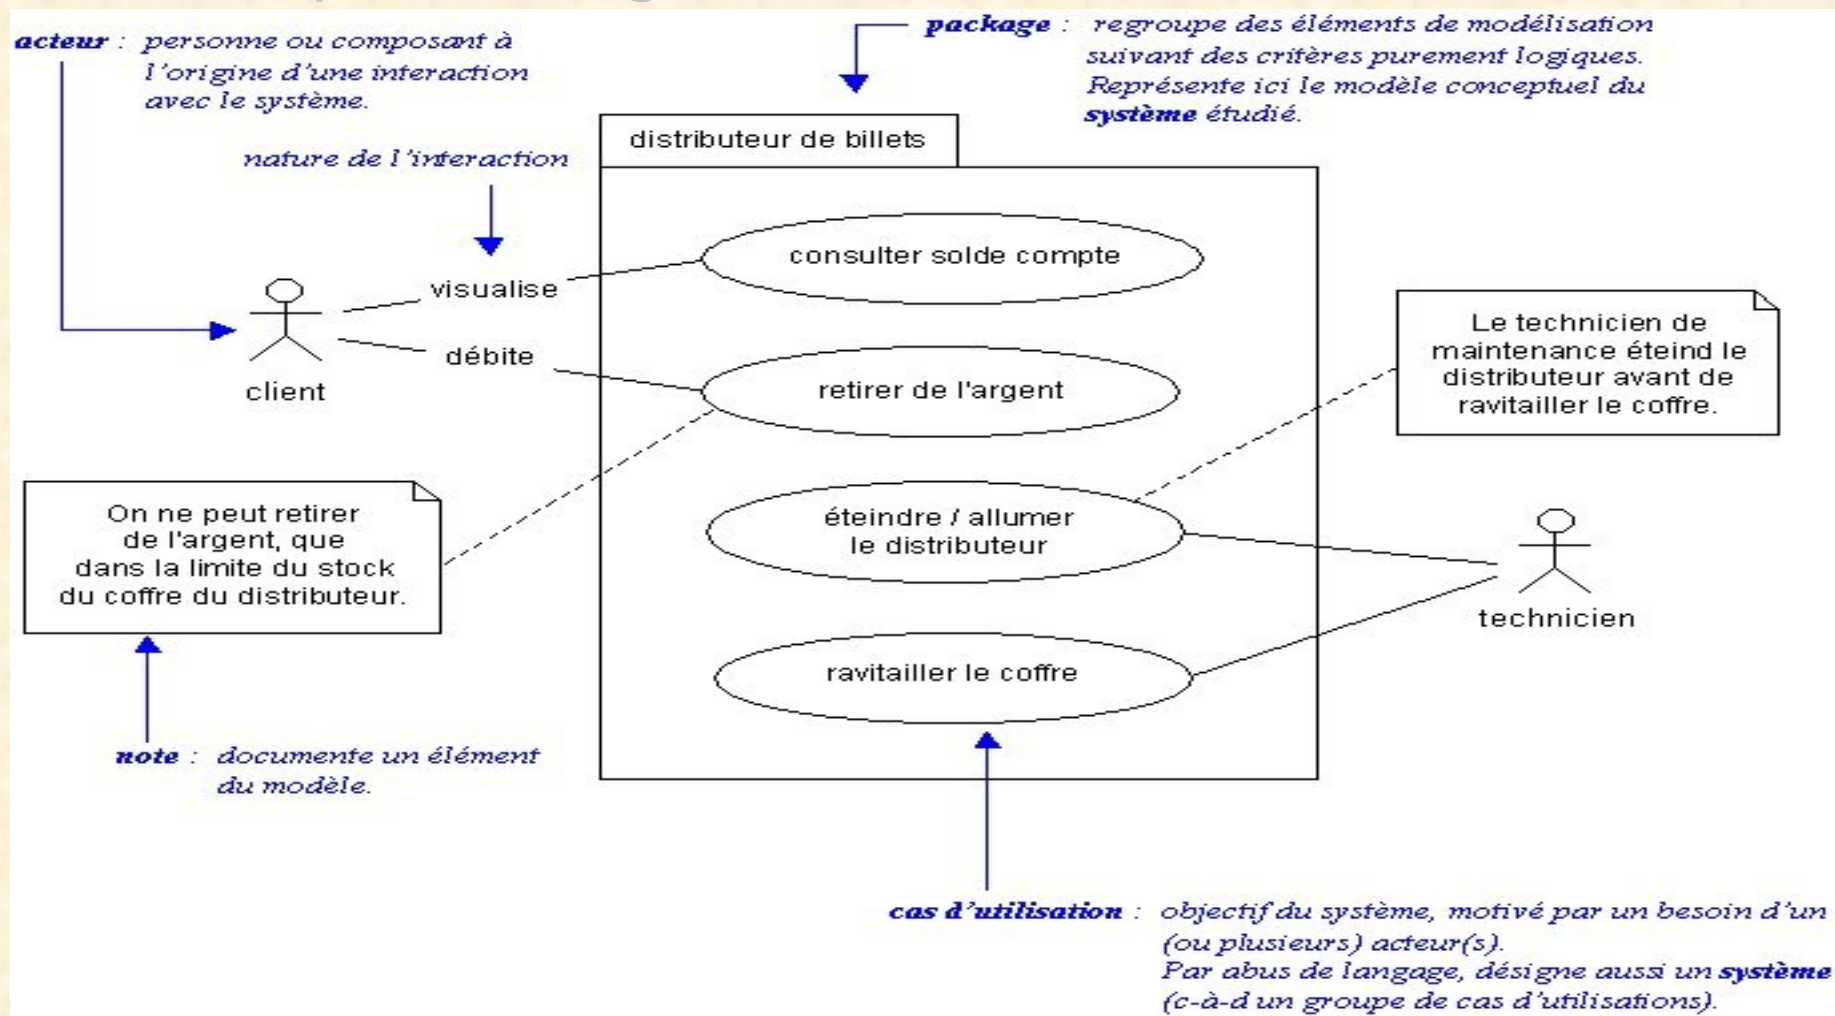 acteur : personne ou composant à
l'origine d'une interaction
avec le système.
package : regroupe des éléments de modélisation
suivant des critères purement logiques.
Représente ici le modèle conceptuel du
système étudié.
nature de l'interaction
distributeur de billets
visualise
consulter solde compte
débite
retirer de l'argent
client
Le technicien de
maintenance éteind le
distributeur avant de
ravitailler le coffre.
On ne peut retirer
de l'argent, que
dans la limite du stock
du coffre du distributeur.
éteindre / allumer
le distributeur
technicien
ravitailler le coffre
note : documente un élément
du modèle.
cas d'utilisation : objectif du système, motivé par un besoin d'un
(ou plusieurs) acteur(s).
Par abus de langage, désigne aussi un système
(c-à-d un groupe de cas d'utilisations).